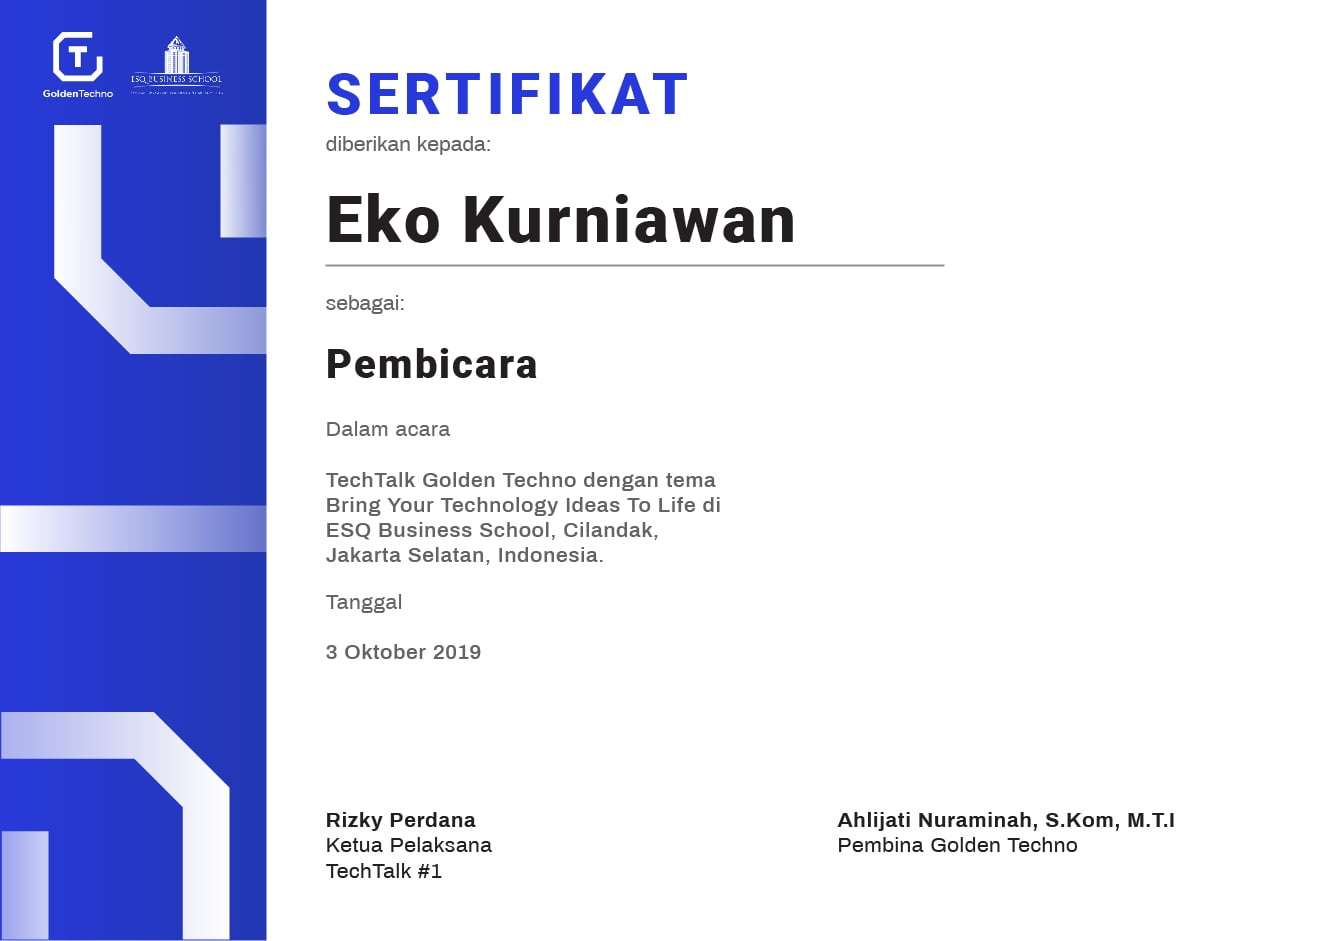 GoldenTechno
ESQ BUSINESS SCHOOL
SERTIFIKAT
diberikan kepada:
Eko Kurniawan
sebagai:
Pembicara
Dalam acara
TechTalk Golden Techno dengan tema
Bring Your Technology Ideas To Life di
ESQ Business School, Cilandak,
Jakarta Selatan, Indonesia.
Tanggal
3 Oktober 2019
Rizky Perdana
Ketua Pelaksana
TechTalk #1
Ahlijati Nuraminah, S.Kom, M.T.I
Pembina Golden Techno